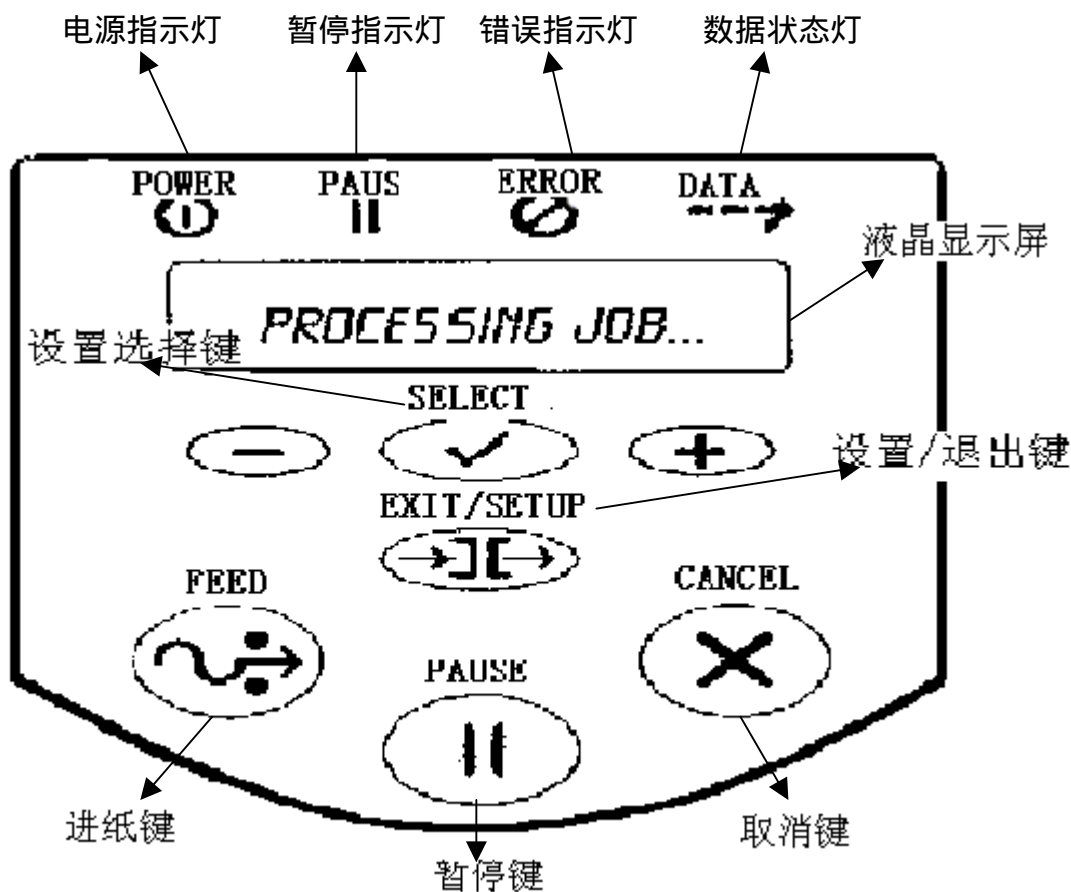 电源指示灯 暂停指示灯 错误指示灯 数据状态灯
POWER PAUS ERROR DATA
液晶显示屏
PROCESSING JOB...
设置选择键
SELECT
− +
设置/退出键
EXIT/SETUP
FEED CANCEL
PAUSE
进纸键 取消键
暂停键